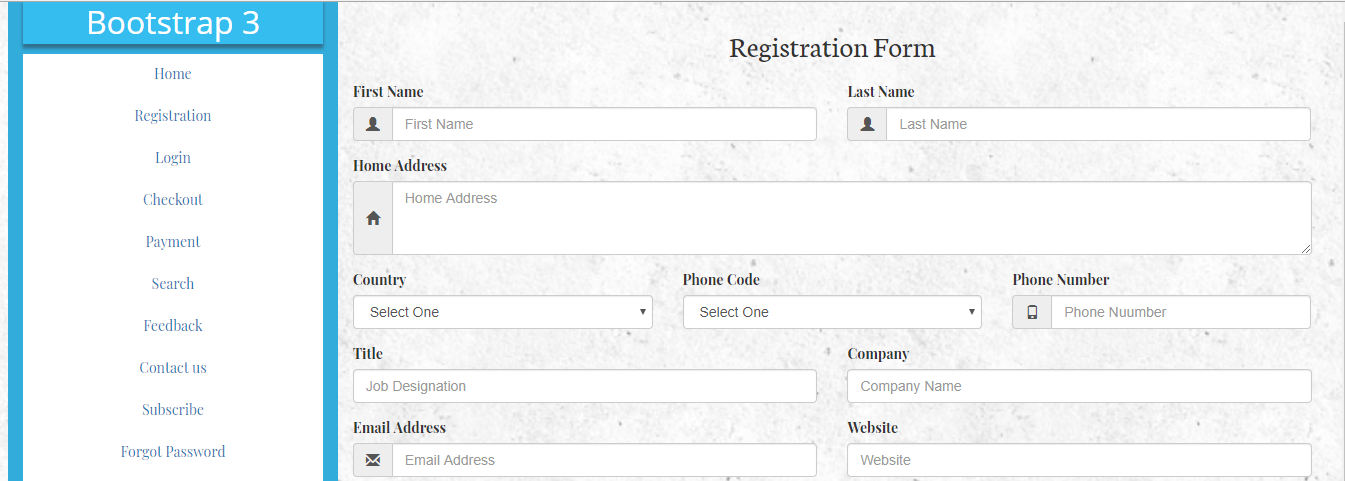 Bootstrap 3
Home
Registration
Login
Checkout
Payment
Search
Feedback
Contact us
Subscribe
Forgot Password
Registration Form
First Name Last Name
First Name Last Name
Home Address
Home Address
Country Phone Code Phone Number
Select One Select One Phone Nuumber
Title Company
Job Designation Company Name
Email Address Website
Email Address Website